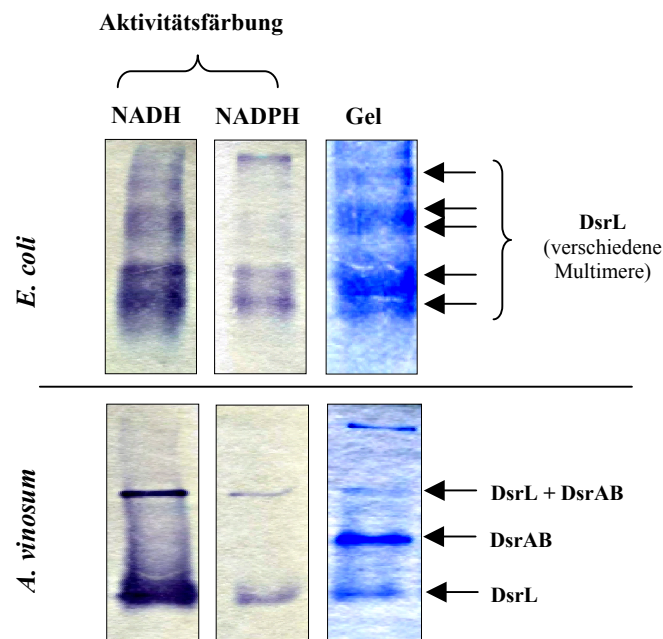 Aktivitätsfärbung
NADH NADPH Gel
E. coli
DsrL
(verschiedene
Multimere)
A. vinosum
DsrL + DsrAB
DsrAB
DsrL